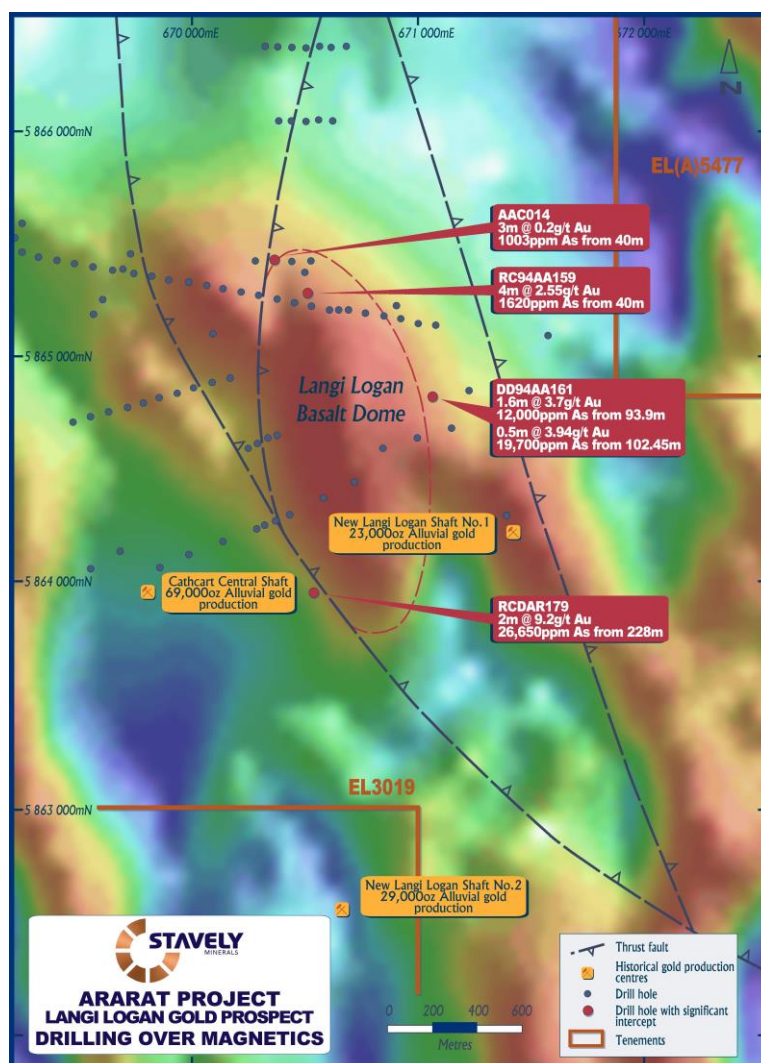 670 000mE
671 000mE
672 000mE
N
5 866 000mN
EL(A)5477
AAC014
3m @ 0.2g/t Au
1003ppm As from 40m
RC94AA159
4m @ 2.55g/t Au
1620ppm As from 40m
5 865 000mN
Langi Logan
Basalt Dome
DD94AA161
1.6m @ 3.7g/t Au
12,000ppm As from 93.9m
0.5m @ 3.94g/t Au
19,700ppm As from 102.45m
New Langi Logan Shaft No.1
23,000oz Alluvial gold
production
5 864 000mN
Cathcart Central Shaft
69,000oz Alluvial gold
production
RCDAR179
2m @ 9.2g/t Au
26,650ppm As from 228m
EL3019
5 863 000mN
New Langi Logan Shaft No.2
29,000oz Alluvial gold
production
STAVELY
MINERALS
ARARAT PROJECT
LANGI LOGAN GOLD PROSPECT
DRILLING OVER MAGNETICS
0 200 400 600
Metres
Thrust fault
Historical gold production
centres
Drill hole
Drill hole with significant
intercept
Tenements